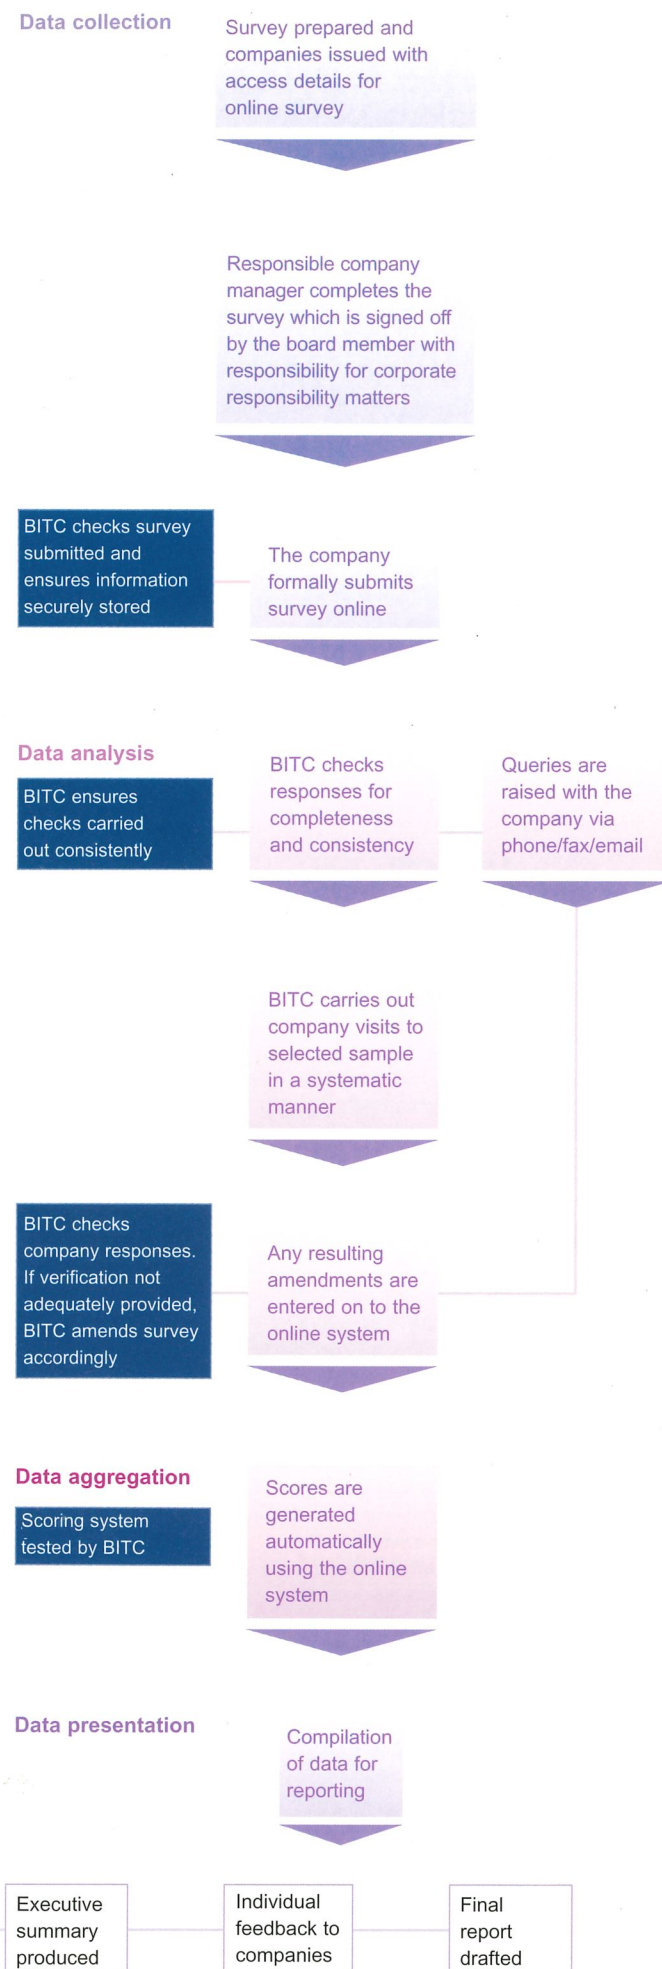 Data collection
Survey prepared and
companies issued with
access details for
online survey
Responsible company
manager completes the
survey which is signed off
by the board member with
responsibility for corporate
responsibility matters
BITC checks survey
submitted and
ensures information
securely stored
The company
formally submits
survey online
Data analysis
BITC ensures
checks carried
out consistently
BITC checks
responses for
completeness
and consistency
Queries are
raised with the
company via
phone/fax/email
BITC carries out
company visits to
selected sample
in a systematic
manner
BITC checks
company responses.
If verification not
adequately provided,
BITC amends survey
accordingly
Any resulting
amendments are
entered on to the
online system
Data aggregation
Scoring system
tested by BITC
Scores are
generated
automatically
using the online
system
Data presentation
Compilation
of data for
reporting
Executive
summary
produced
Individual
feedback to
companies
Final
report
drafted